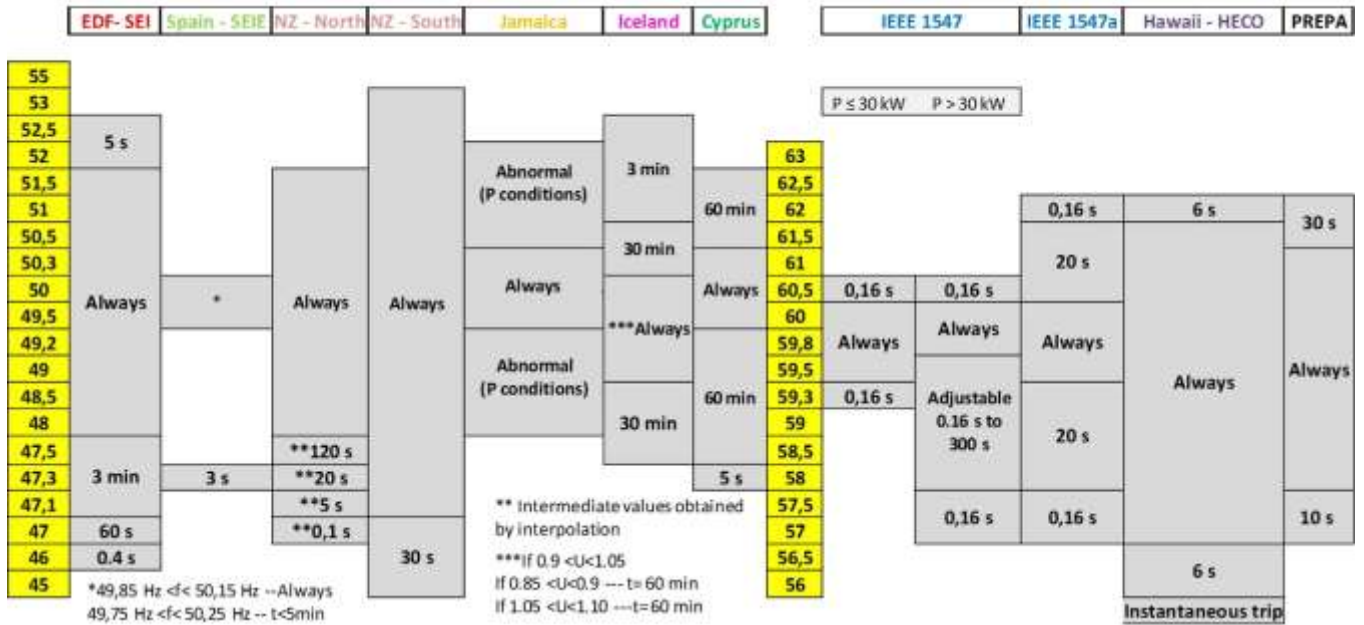 EDF- SEI Spain - SEIE NZ - North NZ - South Jamaica Iceland Cyprus IEEE 1547 IEEE 1547a Hawaii - HECO PREPA
55
53 P ≤ 30 kW P > 30 kW
52,5
5 s
52 63
Abnormal
(P conditions)
3 min
51,5 62,5
51 60 min 62 0,16 s 6 s
30 s
50,5 61,5
30 min
50,3 61
20 s
50 60,5 0,16 s 0,16 s
Always * Always Always Always Always
49,5 60
***Always
Always
49,2 59,8
Always Always
49 59,5
Abnormal
(P conditions)
Always Always
48,5 59,3 0,16 s
60 min
Adjustable
0.16 s to
300 s
48 59
30 min
20 s
47,5 **120 s 58,5
47,3 3 min 3 s **20 s 5 s 58
47,1 **5 s 57,5
47 60 s **0,1 s 57 0,16 s 0,16 s 10 s
46 0.4 s 56,5
30 s
45 56
6 s
Instantaneous trip
** Intermediate values obtained
by interpolation
***If 0.9 <U<1.05
If 0.85 <U<0.9 --- t= 60 min
If 1.05 <U<1.10 ---t= 60 min
*49,85 Hz <f< 50,15 Hz --Always
49,75 Hz <f< 50,25 Hz -- t<5min